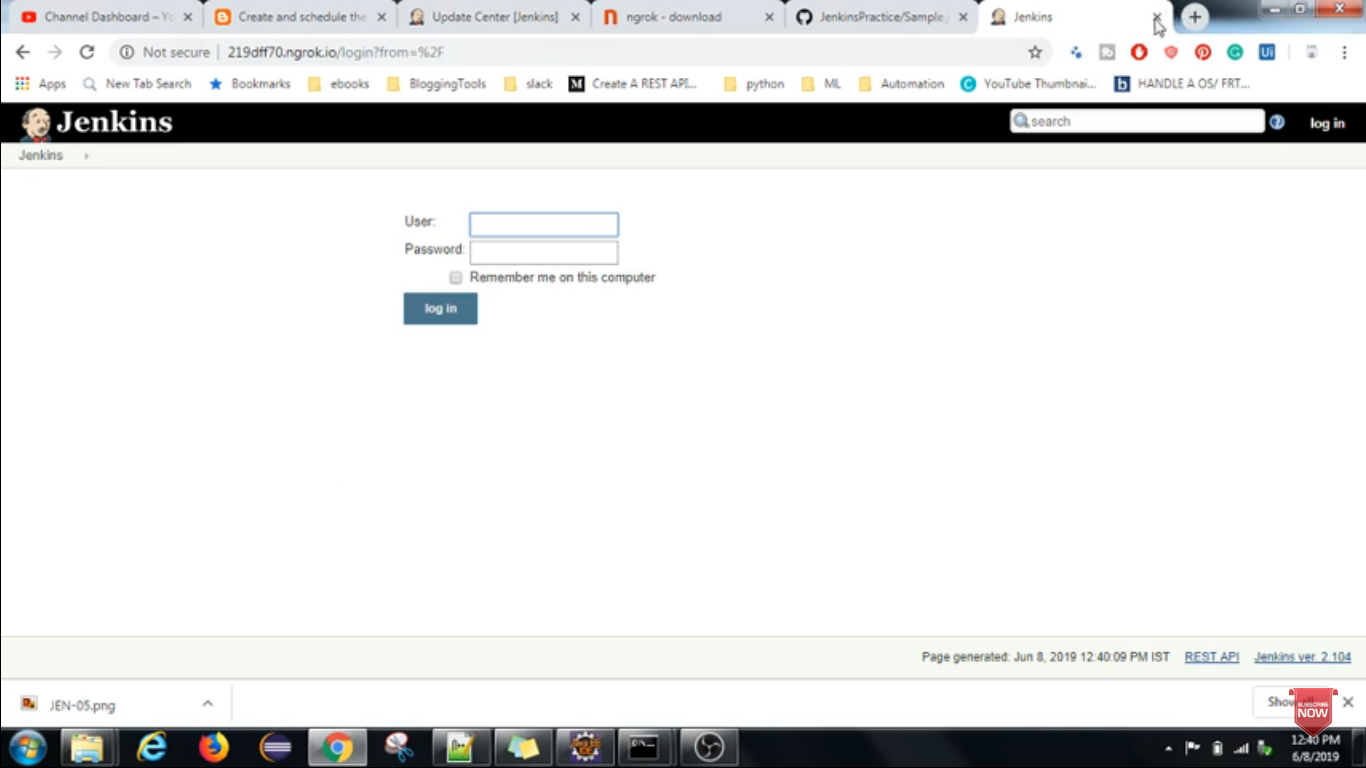 Channel Dashboard – Yo
Create and schedule the
Update Center [Jenkins]
ngrok - download
JenkinsPractice/Sample.j
Jenkins
Not secure
219dff70.ngrok.io/login?from=%2F
Apps
New Tab Search
Bookmarks
ebooks
BloggingTools
slack
M
Create A REST API...
python
ML
Automation
YouTube Thumbnai...
HANDLE A OS/ FRT...
Jenkins
search
log in
Jenkins
User:
Password:
Remember me on this computer
log in
Page generated: Jun 8, 2019 12:40:09 PM IST
REST API
Jenkins ver. 2.104
JEN-05.png
SUBSCRIBE
NOW
12:40 PM
6/8/2019